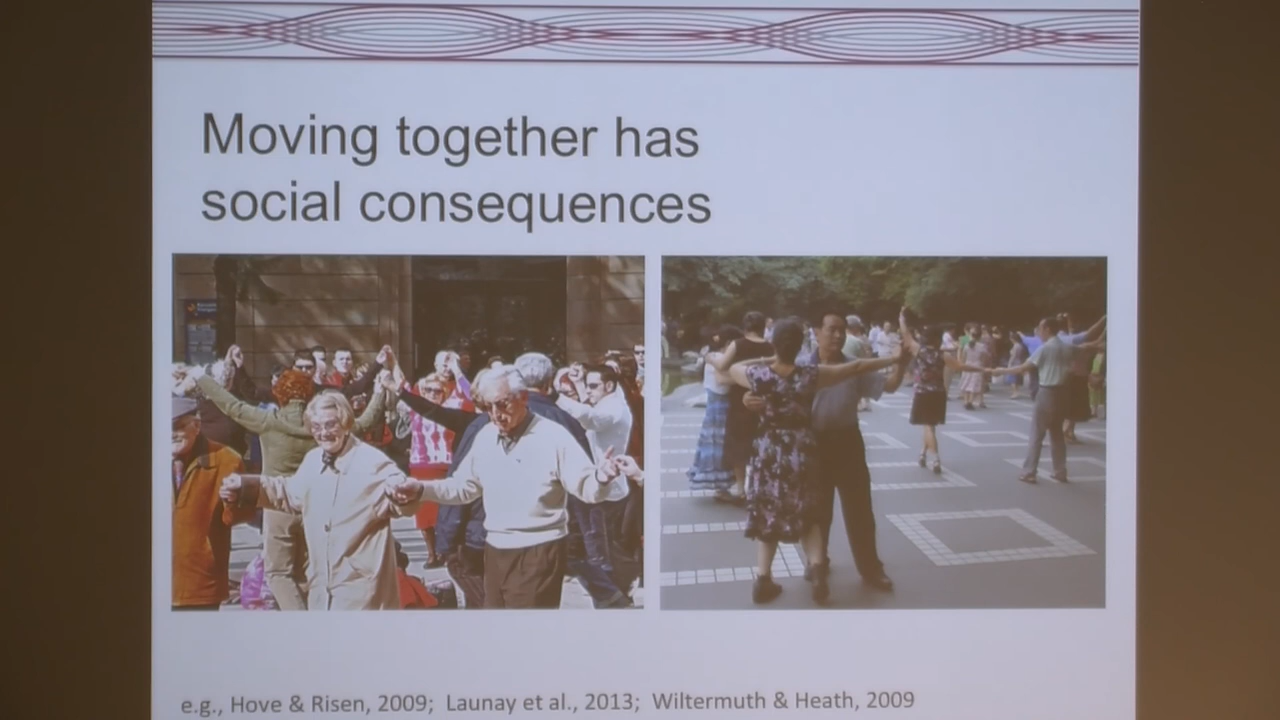 Moving together has
social consequences
e.g., Hove & Risen, 2009; Launay et al., 2013; Wiltermuth & Heath, 2009